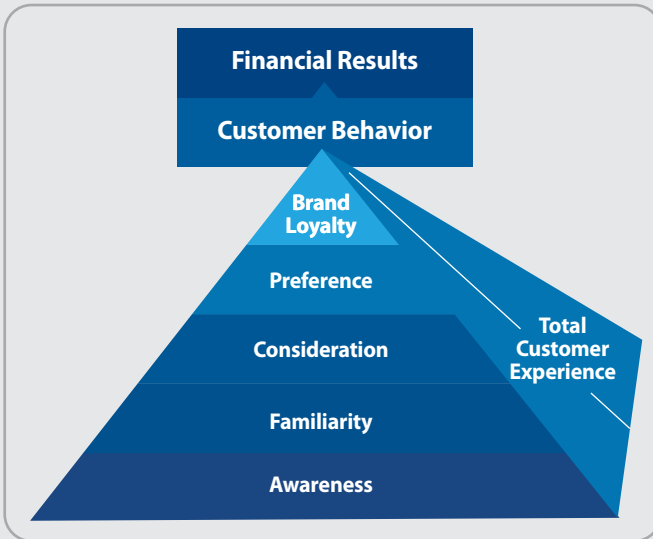 Financial Results
Customer Behavior
Brand
Loyalty
Preference
Consideration
Familiarity
Awareness
Total
Customer
Experience